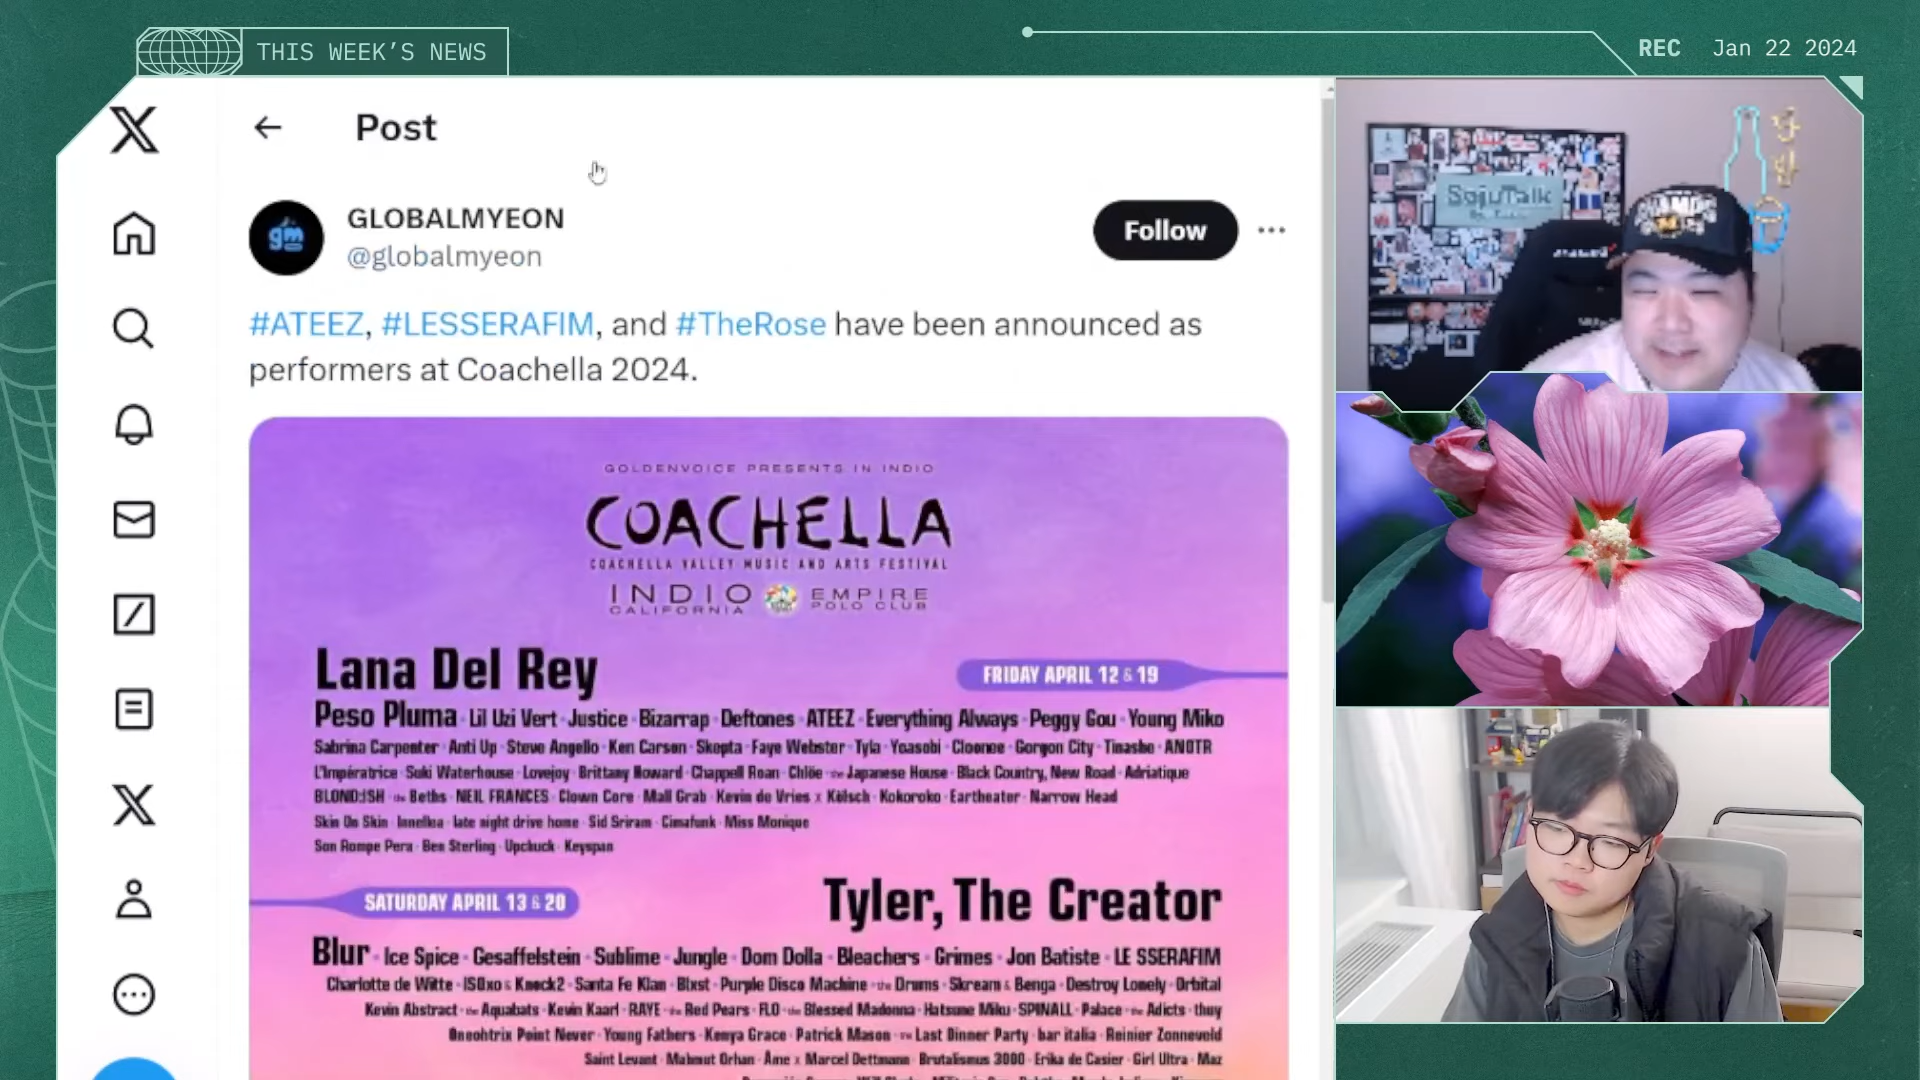 THIS WEEK’S NEWS
REC Jan 22 2024
Post
GLOBALMYEON
@globalmyeon
Follow
#ATEEZ, #LESSERAFIM, and #TheRose have been announced as
performers at Coachella 2024.
SojuTalk
GOLDENVOICE PRESENTS IN INDIO
COACHELLA
COACHELLA VALLEY MUSIC AND ARTS FESTIVAL
INDIO EMPIRE
CALIFORNIA POLO CLUB
Lana Del Rey
FRIDAY APRIL 12 & 19
Peso Pluma · Lil Uzi Vert · Justice · Bizarrap · Deftones · ATEEZ · Everything Always · Peggy Gou · Young Miko
Sabrina Carpenter · Anti Up · Steve Angello · Ken Carson · Skepta · Faye Webster · Tyla · Yoasobi · Cloonee · Gorgon City · Tinashe · ANOTR
L'Impératrice · Suki Waterhouse · Lovejoy · Brittany Howard · Chappell Roan · Chlöe · the Japanese House · Black Country, New Road · Adriatique
BLOND:ISH · the Beths · NEIL FRANCES · Clown Core · Mall Grab · Kevin de Vries x Kölsch · Kokoroko · Eartheater · Narrow Head
Skin On Skin · Innellea · late night drive home · Sid Sriram · Cimafunk · Miss Monique
Son Rompe Pera · Ben Sterling · Upchuck · Keyspan
SATURDAY APRIL 13 & 20
Tyler, The Creator
Blur · Ice Spice · Gesaffelstein · Sublime · Jungle · Dom Dolla · Bleachers · Grimes · Jon Batiste · LE SSERAFIM
Charlotte de Witte · ISOxo & Knock2 · Santa Fe Klan · Blxst · Purple Disco Machine · the Drums · Skream & Benga · Destroy Lonely · Orbital
Kevin Abstract · the Aquabats · Kevin Kaarl · RAYE · the Red Pears · FLO · the Blessed Madonna · Hatsune Miku · SPINALL · Palace · the Adicts · thuy
Oneohtrix Point Never · Young Fathers · Kenya Grace · Patrick Mason · the Last Dinner Party · bar italia · Reinier Zonneveld
Saint Levant · Mahmut Orhan · Âme x Marcel Dettmann · Brutalismus 3000 · Erika de Casier · Girl Ultra · Maz